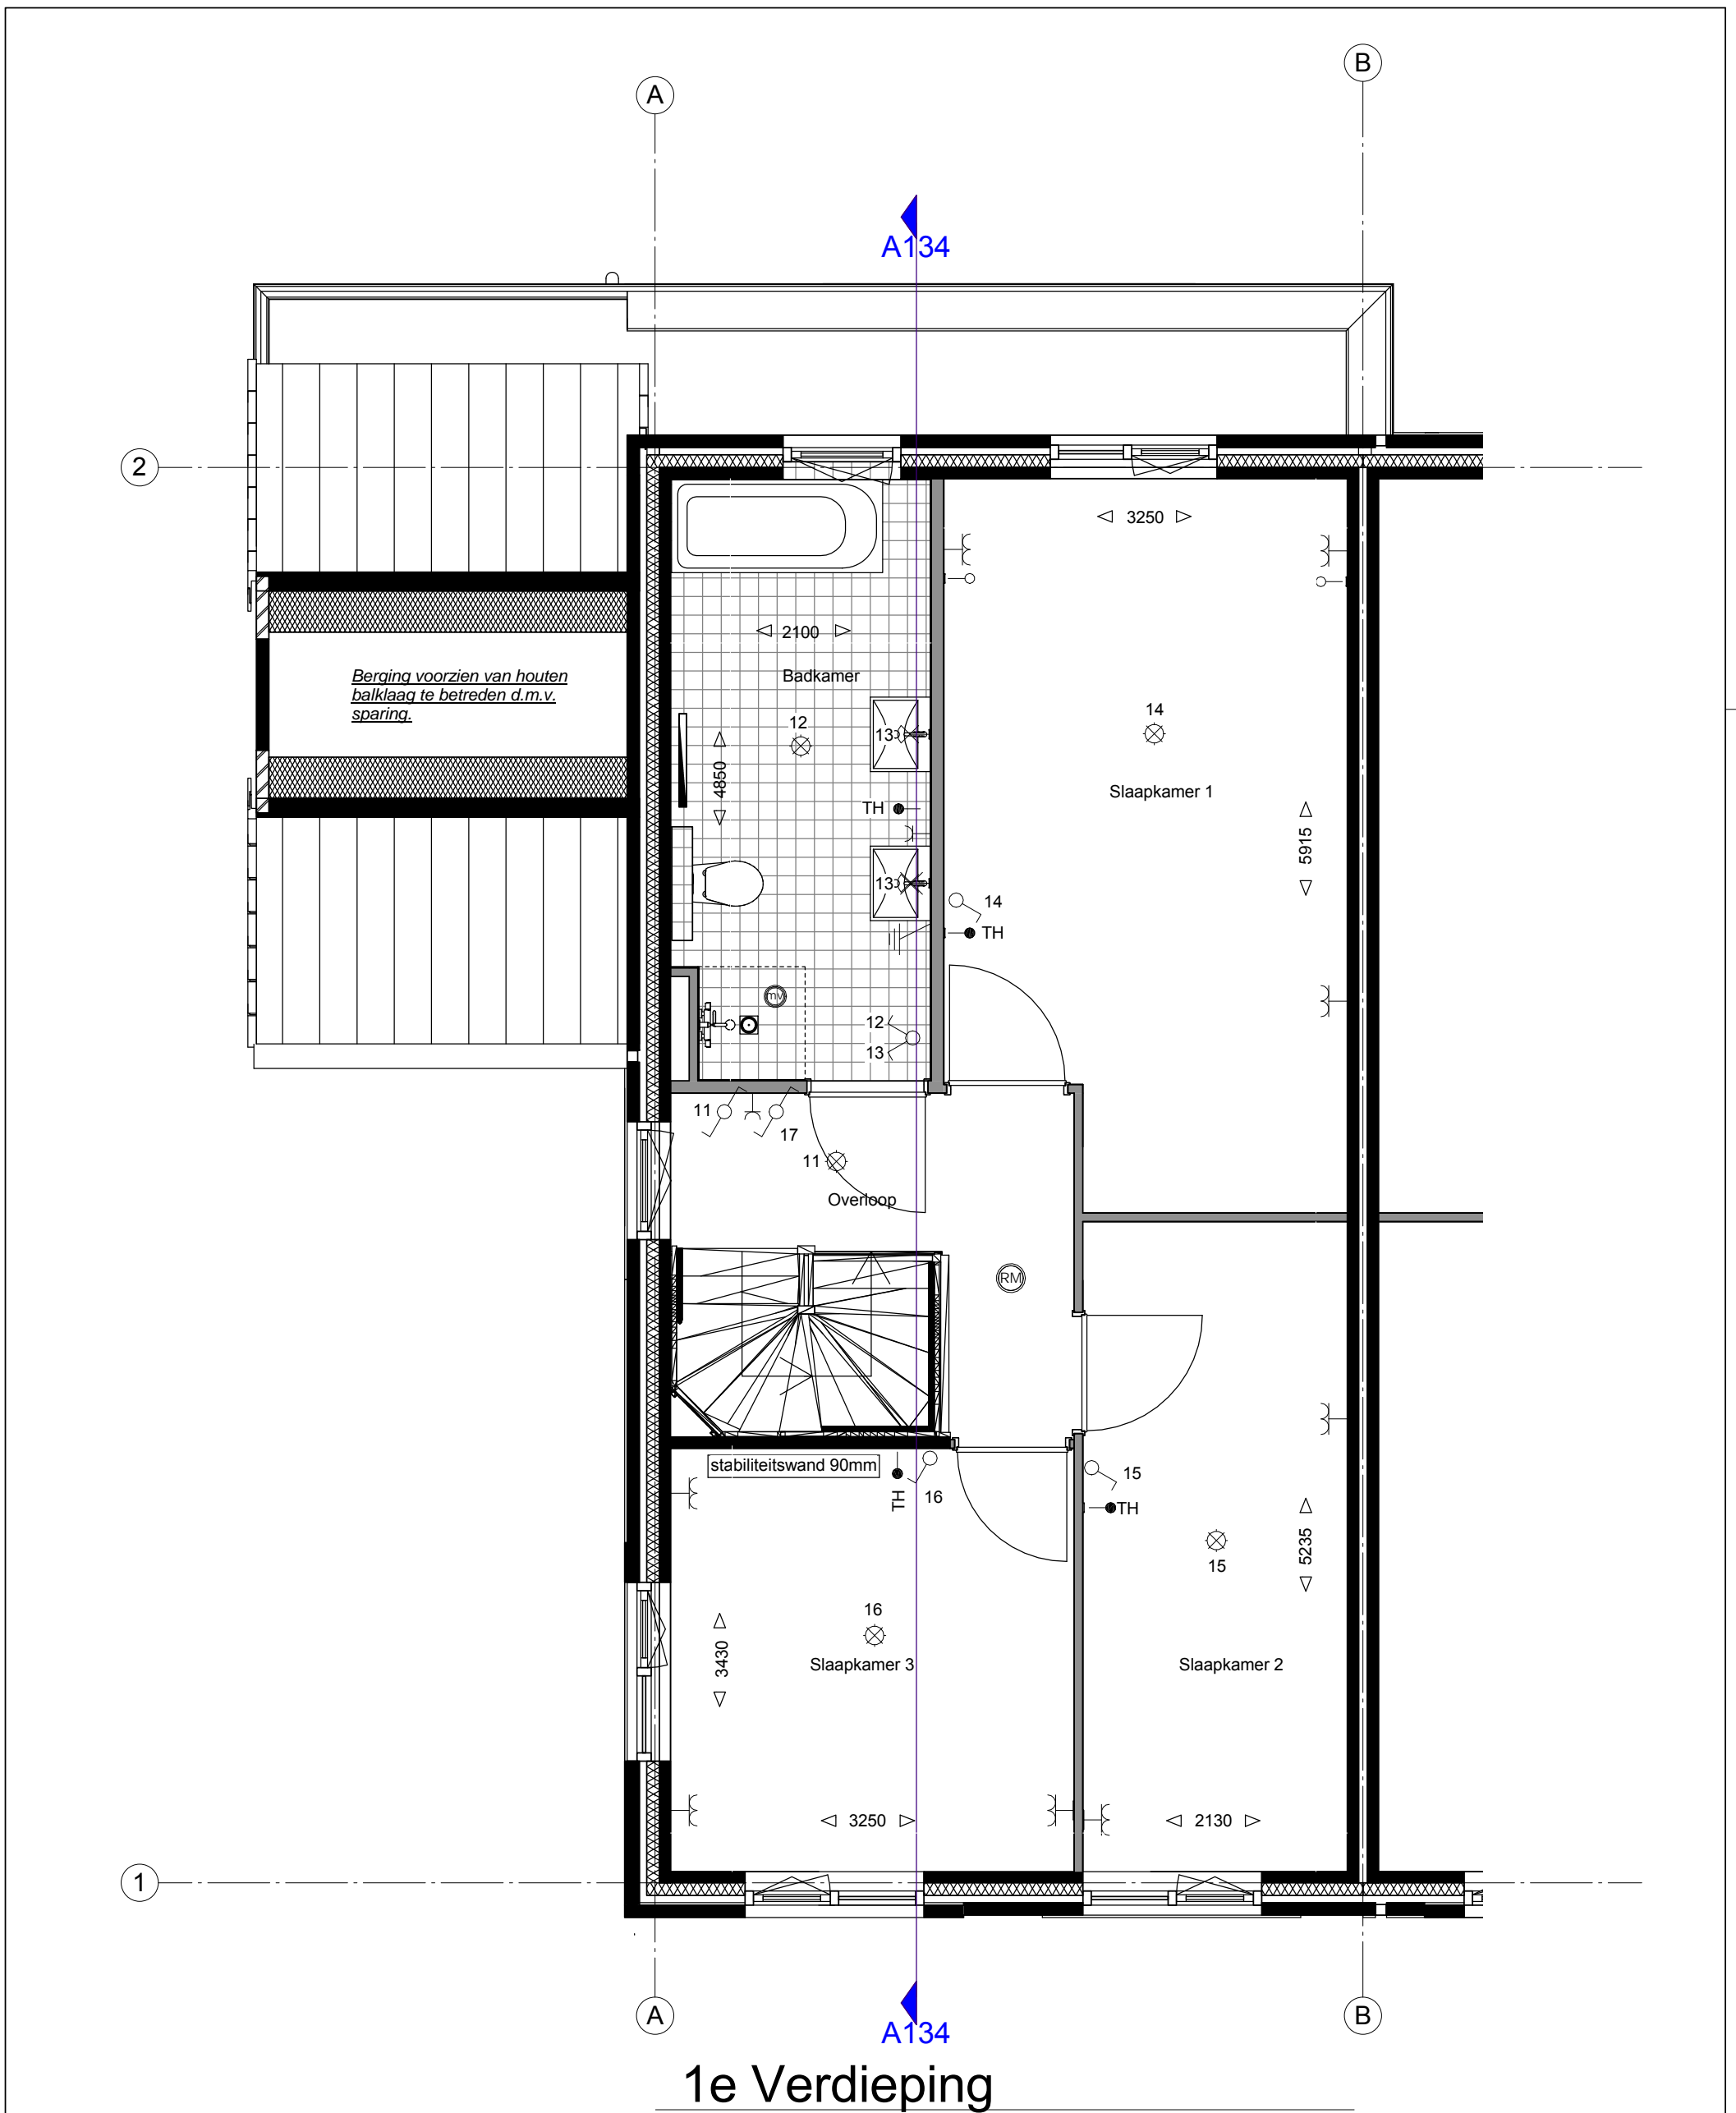 B
A
A134
2
3250
2100
Badkamer
Berging voorzien van houten
balklaag te betreden d.m.v.
sparing.
12
13
14
4850
Slaapkamer 1
TH
5915
13
14
TH
mv
12
13
11
17
11
Overloop
RM
stabiliteitswand 90mm
TH
16
15
TH
5235
15
16
3430
Slaapkamer 3
Slaapkamer 2
3250
2130
1
A
B
A134
1e Verdieping